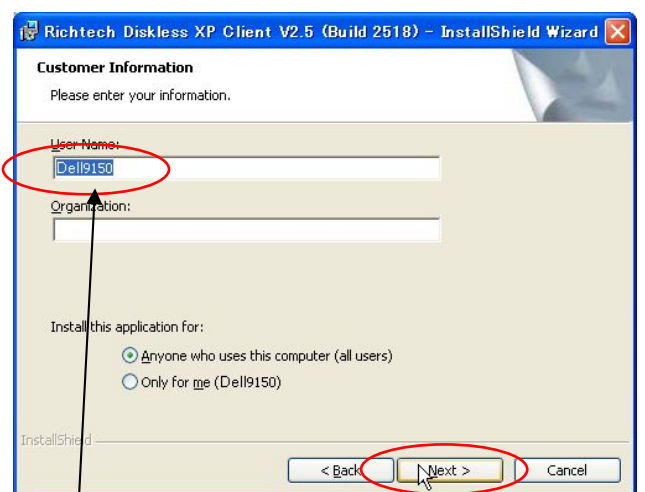 Richtech Diskless XP Client V2.5 (Build 2518) - InstallShield Wizard
Customer Information
Please enter your information.
User Name:
Dell9150
Organization:
Install this application for:
Anyone who uses this computer (all users)
Only for me (Dell9150)
InstallShield
< Back Next > Cancel